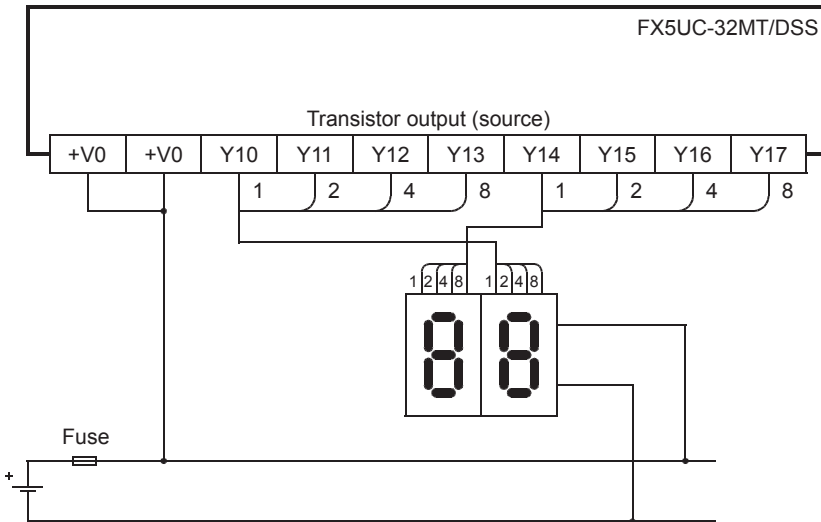 FX5UC-32MT/DSS
Transistor output (source)
+V0 +V0 Y10 Y11 Y12 Y13 Y14 Y15 Y16 Y17
1 2 4 8 1 2 4 8
1 2 4 8 1 2 4 8
88
Fuse
+